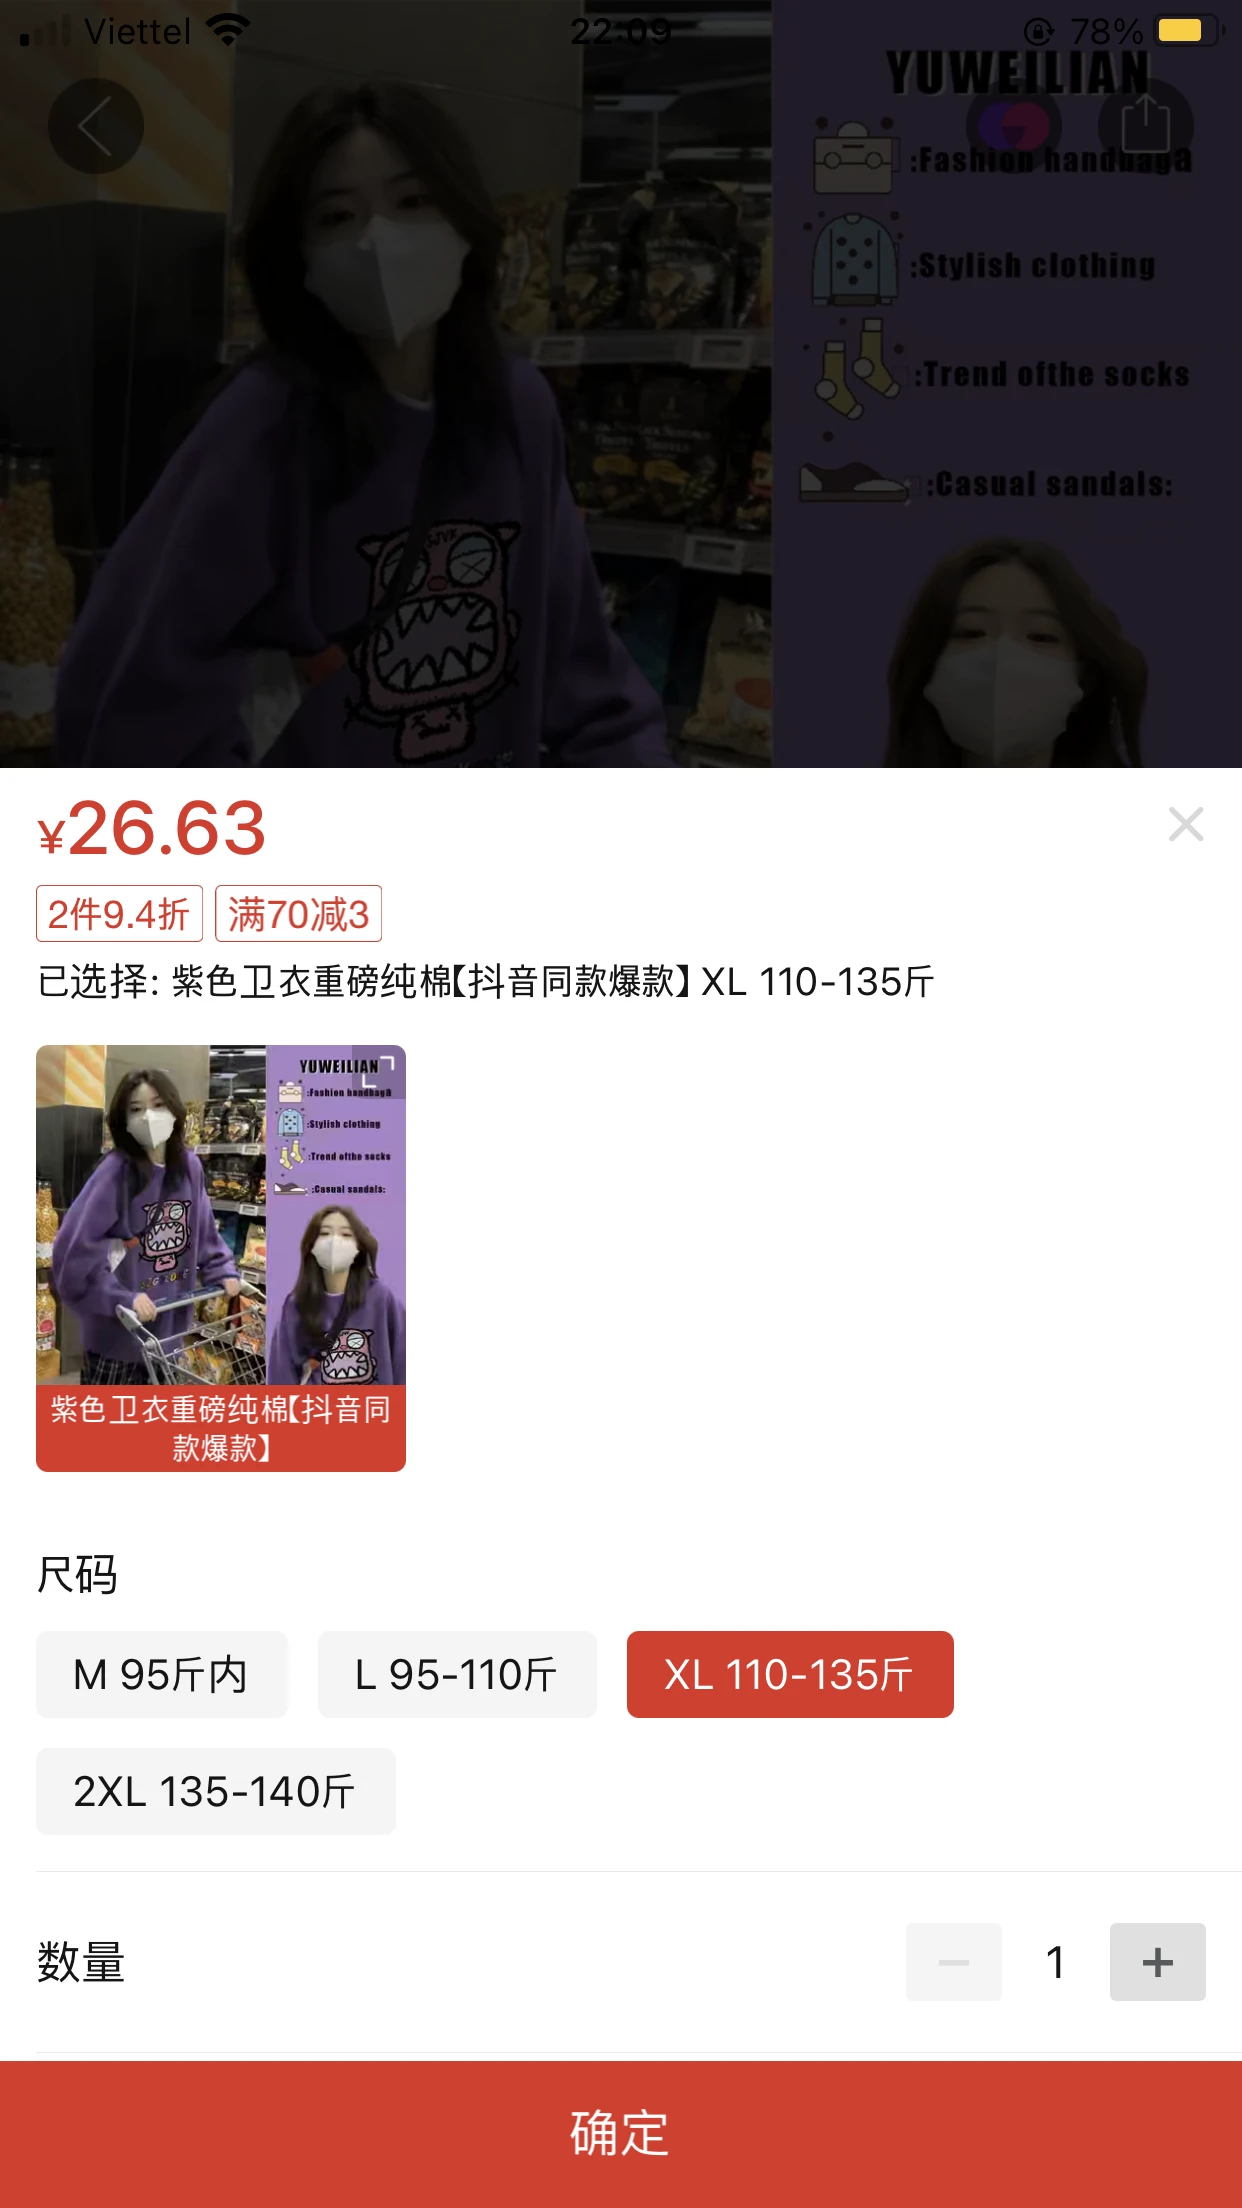 Viettel
22:09
78%
YUWEILIAN
:Fashion handbaga
:Stylish clothing
:Trend ofthe socks
:Casual sandals:
SJVK
¥26.63
2件9.4折
满70减3
已选择: 紫色卫衣重磅纯棉【抖音同款爆款】 XL 110-135斤
YUWEILIAN
:Fashion handbaga
:Stylish clothing
:Trend ofthe socks
:Casual sandals:
紫色卫衣重磅纯棉【抖音同
款爆款】
尺码
M 95斤内
L 95-110斤
XL 110-135斤
2XL 135-140斤
数量
− 1 +
确定